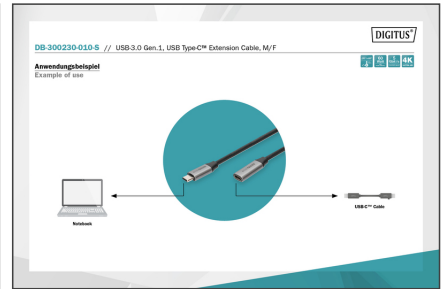 DIGITUS®
DB-300230-010-S // USB-3.0 Gen.1, USB Type-C™ Extension Cable, M/F
Anwendungsbeispiel
Example of use
4K
Notebook
USB-C™ Cable